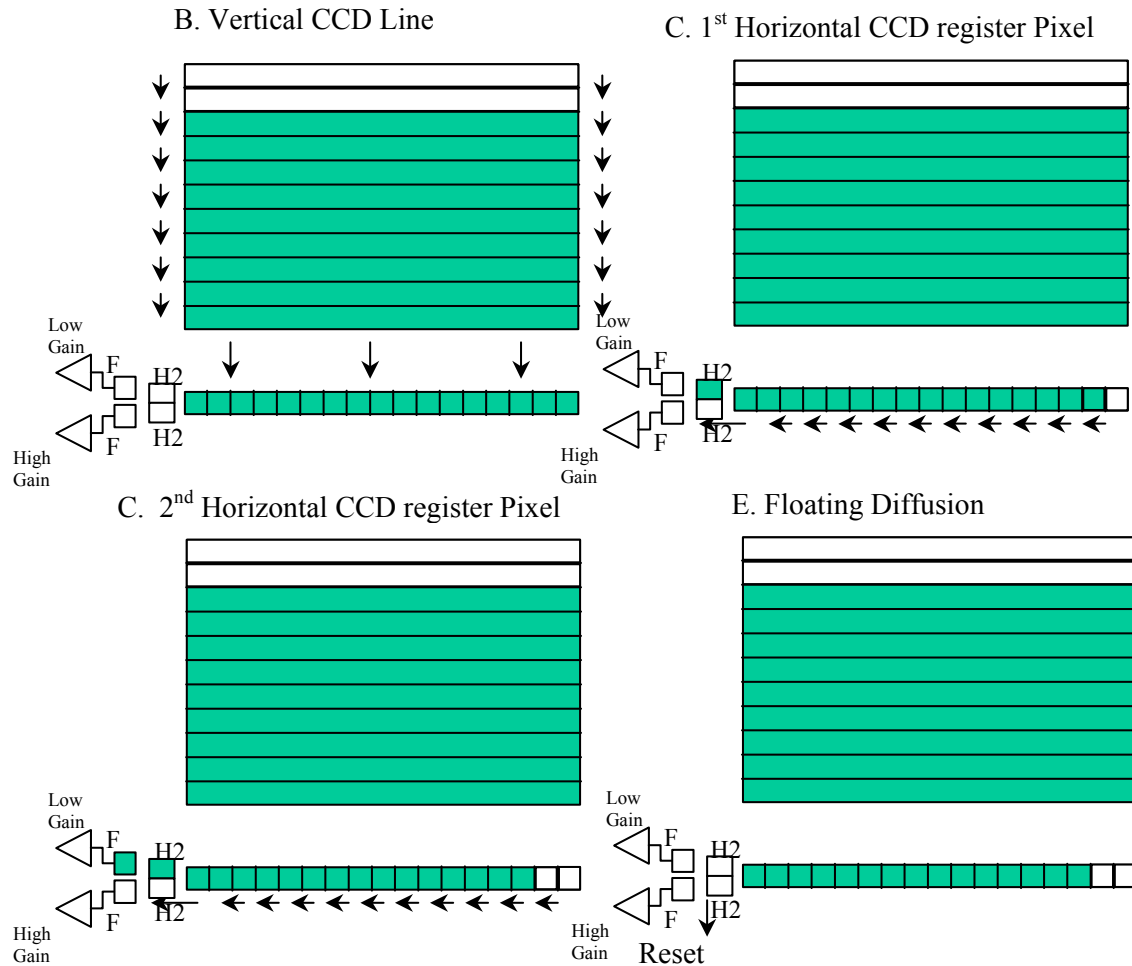 B. Vertical CCD Line
Low
Gain
F
H2
F
H2
High
Gain
C. 1st Horizontal CCD register Pixel
Low
Gain
F
H2
F
H2
High
Gain
C. 2nd Horizontal CCD register Pixel
Low
Gain
F
H2
F
H2
High
Gain
E. Floating Diffusion
Low
Gain
F
H2
F
H2
High
Gain
Reset